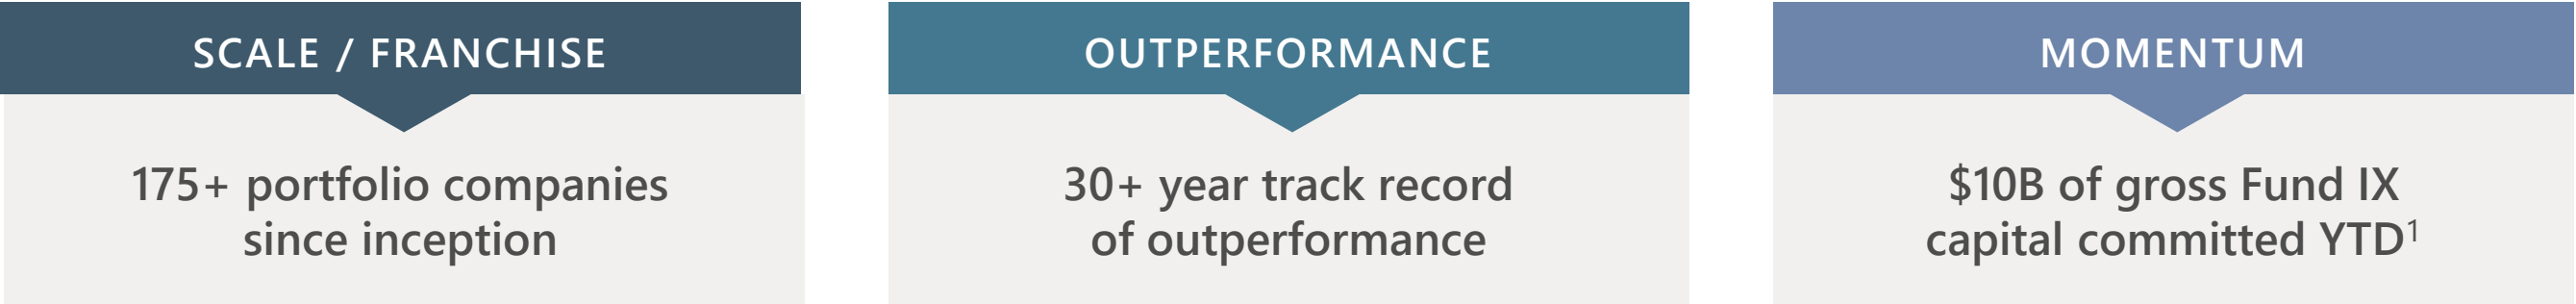 SCALE / FRANCHISE
175+ portfolio companies
since inception
OUTPERFORMANCE
30+ year track record
of outperformance
MOMENTUM
$10B of gross Fund IX
capital committed YTD¹